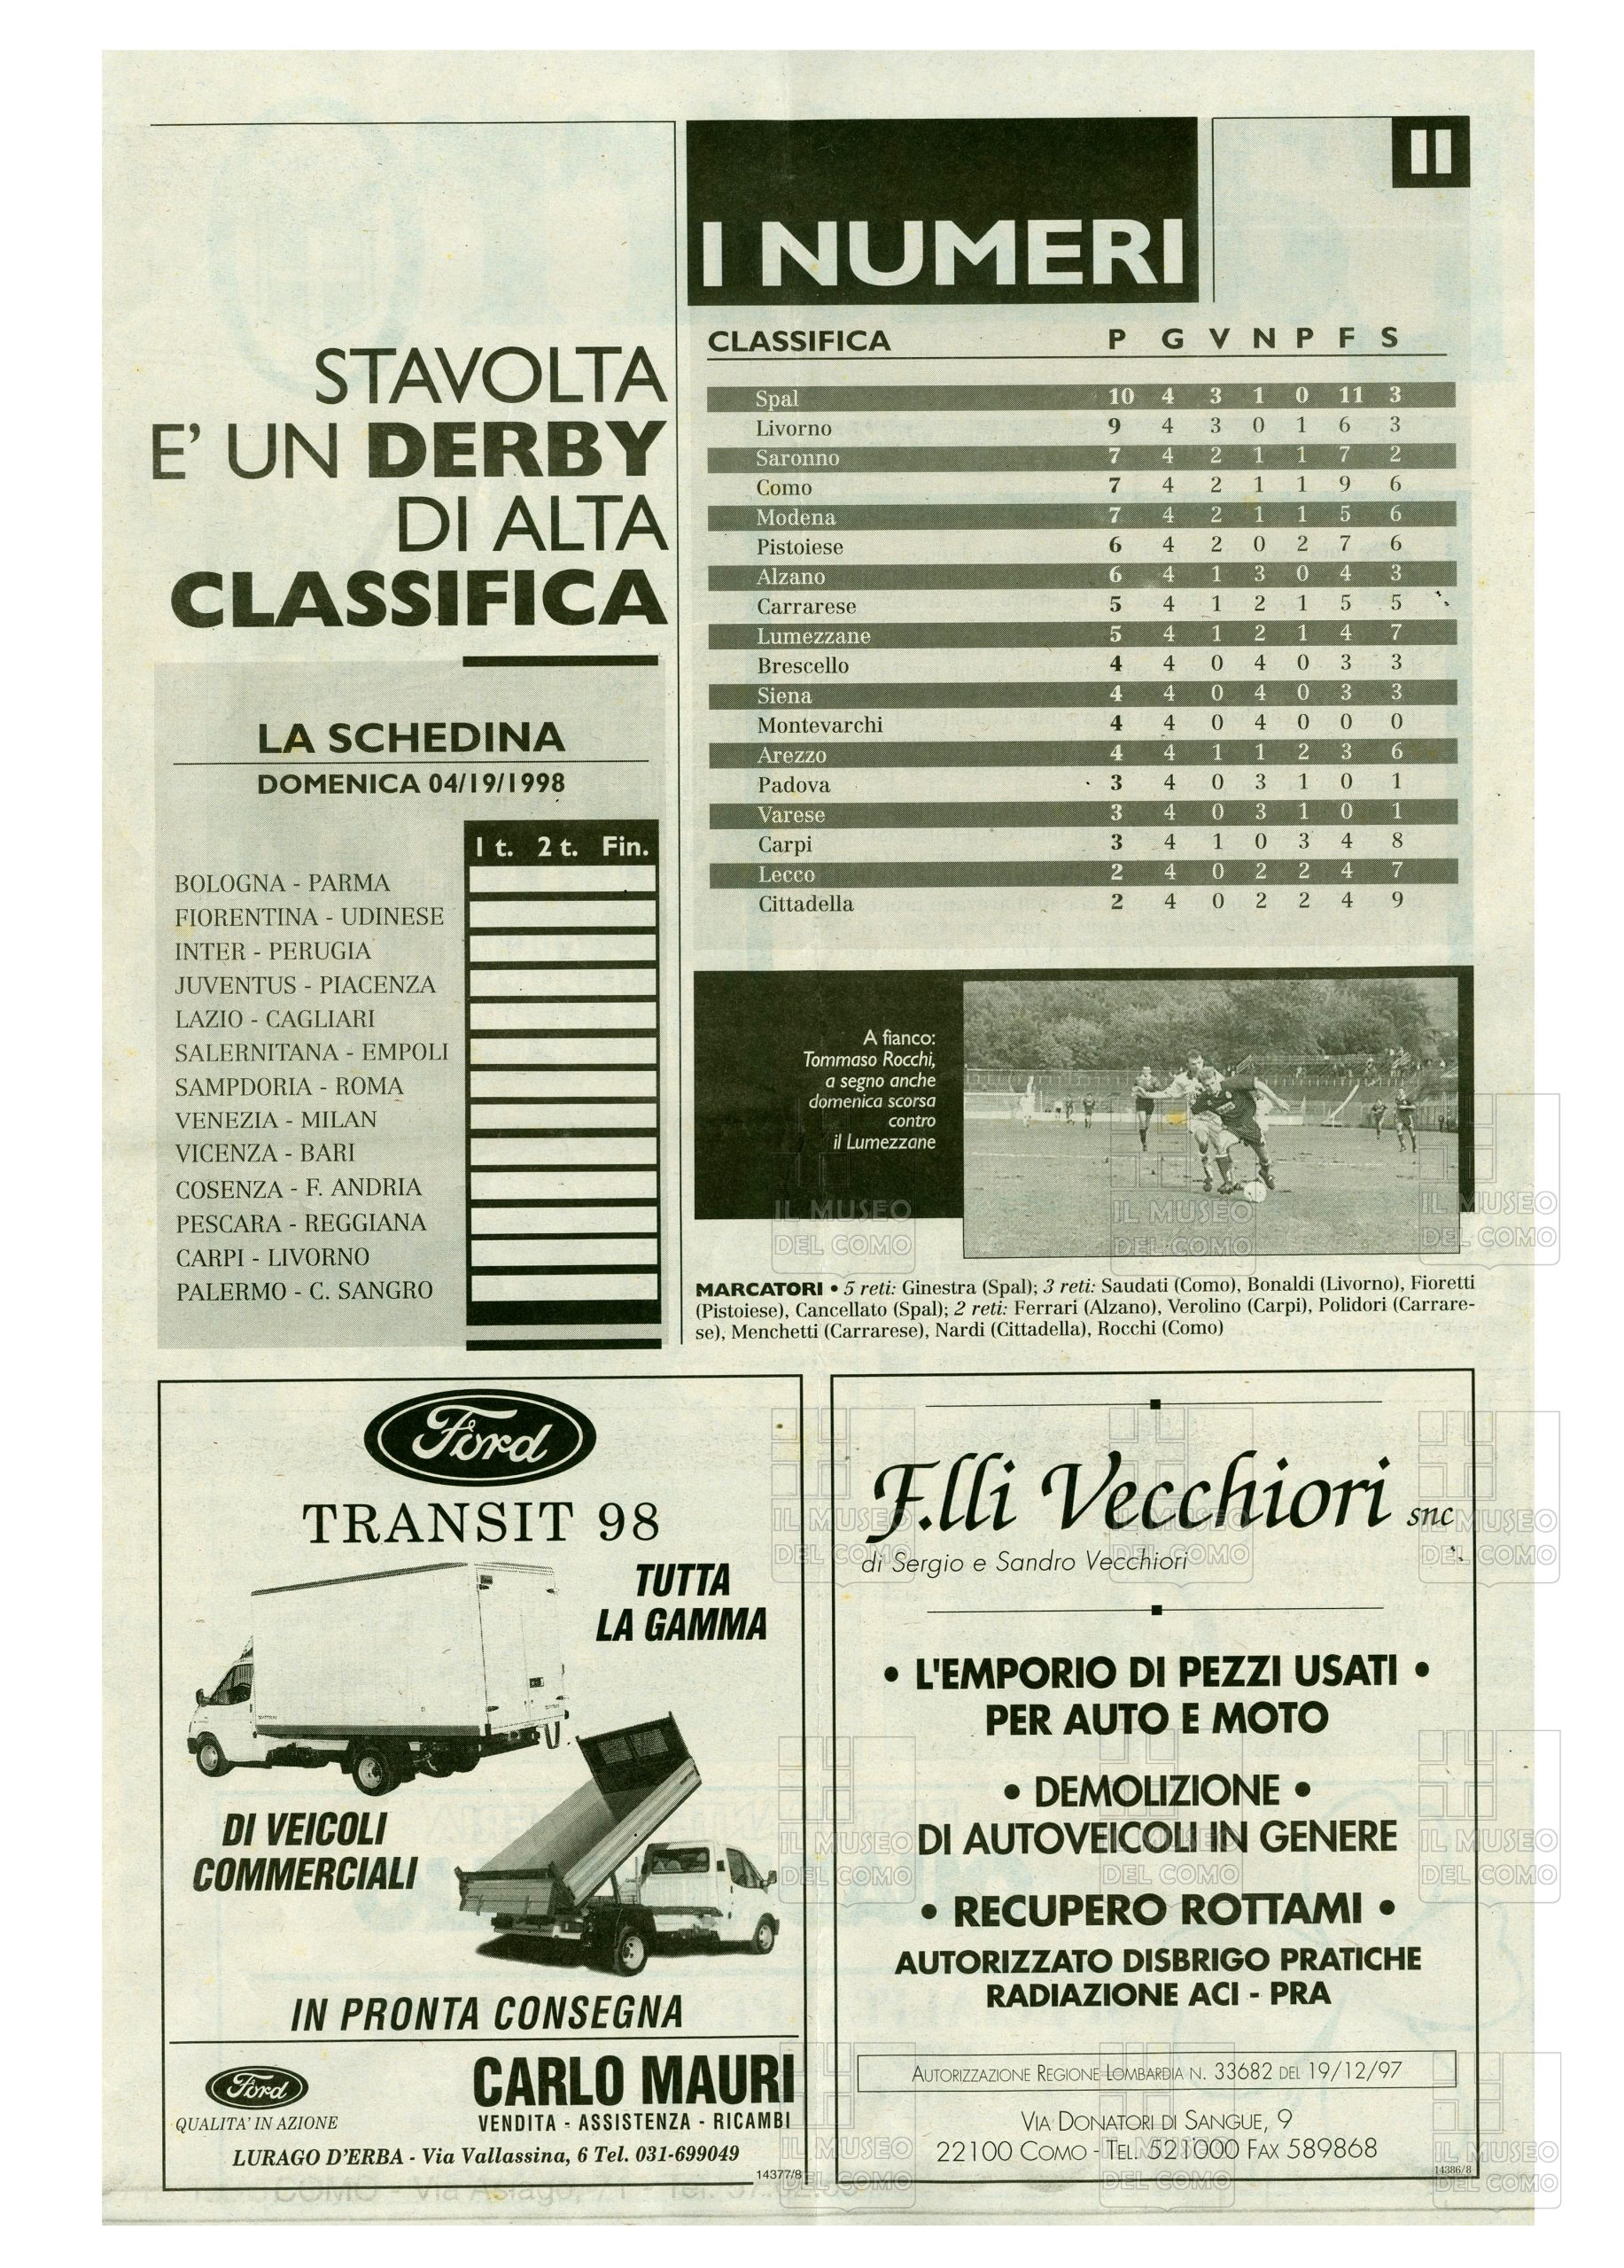 II
I NUMERI
STAVOLTA
E' UN DERBY
DI ALTA
CLASSIFICA
LA SCHEDINA
DOMENICA 04/19/1998
1 t. 2 t. Fin.
BOLOGNA - PARMA
FIORENTINA - UDINESE
INTER - PERUGIA
JUVENTUS - PIACENZA
LAZIO - CAGLIARI
SALERNITANA - EMPOLI
SAMPDORIA - ROMA
VENEZIA - MILAN
VICENZA - BARI
COSENZA - F. ANDRIA
PESCARA - REGGIANA
CARPI - LIVORNO
PALERMO - C. SANGRO
CLASSIFICA P G V N P F S
Spal 10 4 3 1 0 11 3
Livorno 9 4 3 0 1 6 3
Saronno 7 4 2 1 1 7 2
Como 7 4 2 1 1 9 6
Modena 7 4 2 1 1 5 6
Pistoiese 6 4 2 0 2 7 6
Alzano 6 4 1 3 0 4 3
Carrarese 5 4 1 2 1 5 5
Lumezzane 5 4 1 2 1 4 7
Brescello 4 4 0 4 0 3 3
Siena 4 4 0 4 0 3 3
Montevarchi 4 4 0 4 0 0 0
Arezzo 4 4 1 1 2 3 6
Padova 3 4 0 3 1 0 1
Varese 3 4 0 3 1 0 1
Carpi 3 4 1 0 3 4 8
Lecco 2 4 0 2 2 4 7
Cittadella 2 4 0 2 2 4 9
A fianco:
Tommaso Rocchi,
a segno anche
domenica scorsa
contro
il Lumezzane
MARCATORI • 5 reti: Ginestra (Spal); 3 reti: Saudati (Como), Bonaldi (Livorno), Fioretti
(Pistoiese), Cancellato (Spal); 2 reti: Ferrari (Alzano), Verolino (Carpi), Polidori (Carrare-
se), Menchetti (Carrarese), Nardi (Cittadella), Rocchi (Como)
Ford
TRANSIT 98
TUTTA
LA GAMMA
DI VEICOLI
COMMERCIALI
IN PRONTA CONSEGNA
Ford
QUALITA' IN AZIONE
CARLO MAURI
VENDITA - ASSISTENZA - RICAMBI
LURAGO D'ERBA - Via Vallassina, 6 Tel. 031-699049
14377/8
F.lli Vecchiori snc
di Sergio e Sandro Vecchiori
• L'EMPORIO DI PEZZI USATI •
PER AUTO E MOTO
• DEMOLIZIONE •
DI AUTOVEICOLI IN GENERE
• RECUPERO ROTTAMI •
AUTORIZZATO DISBRIGO PRATICHE
RADIAZIONE ACI - PRA
AUTORIZZAZIONE REGIONE LOMBARDIA N. 33682 DEL 19/12/97
VIA DONATORI DI SANGUE, 9
22100 COMO - TEL. 521000 FAX 589868
14386/8
IL MUSEO
DEL COMO